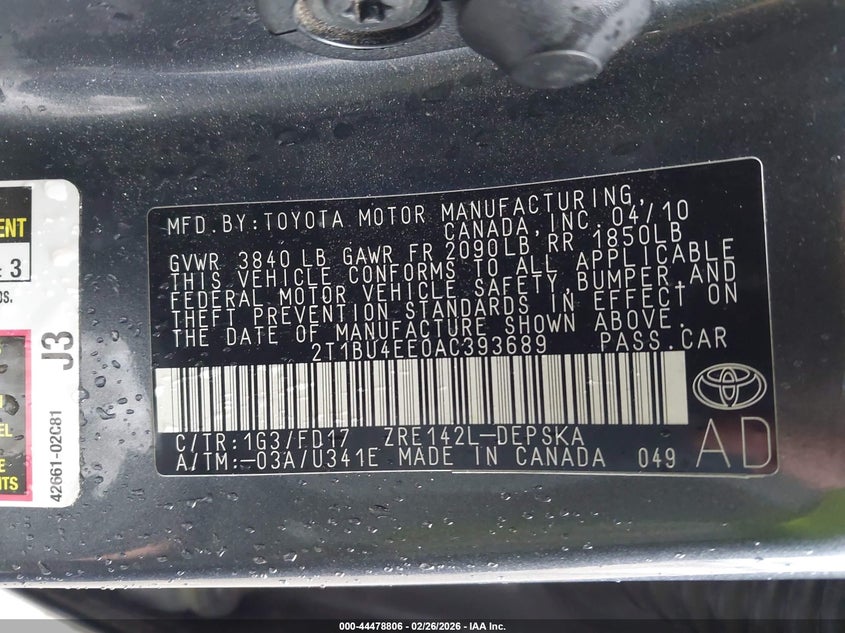 MFD.BY:TOYOTA MOTOR MANUFACTURING,
CANADA,INC. 04/10
GVWR 3840 LB GAWR FR 2090LB RR 1850LB
THIS VEHICLE CONFORMS TO ALL APPLICABLE
FEDERAL MOTOR VEHICLE SAFETY,BUMPER,AND
THEFT PREVENTION STANDARDS IN EFFECT ON
THE DATE OF MANUFACTURE SHOWN ABOVE.
2T1BU4EE0AC393689 PASS.CAR
C/TR:1G3/FD17 ZRE142L-DEPSKA
A/TM:-03A/U341E MADE IN CANADA 049
AD
3
J3
42661-02C81
000-44478806 - 02/26/2026 - IAA Inc.